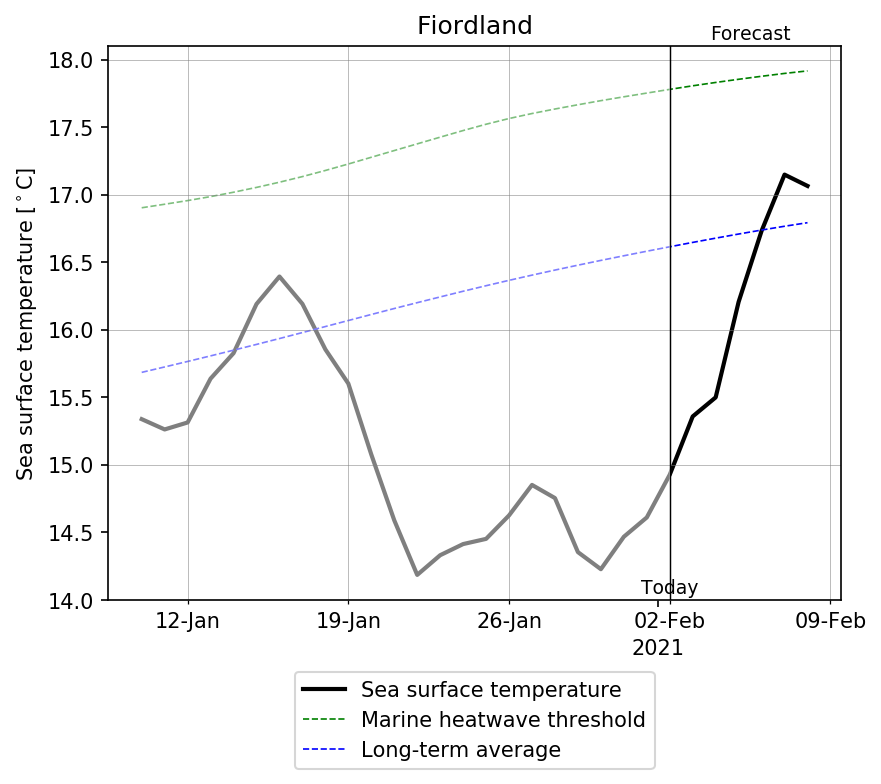 Fiordland
Forecast
18.0
17.5
17.0
16.5
16.0
15.5
15.0
14.5
14.0
Sea surface temperature [°C]
Today
12-Jan 19-Jan 26-Jan 02-Feb 09-Feb
2021
Sea surface temperature
Marine heatwave threshold
Long-term average